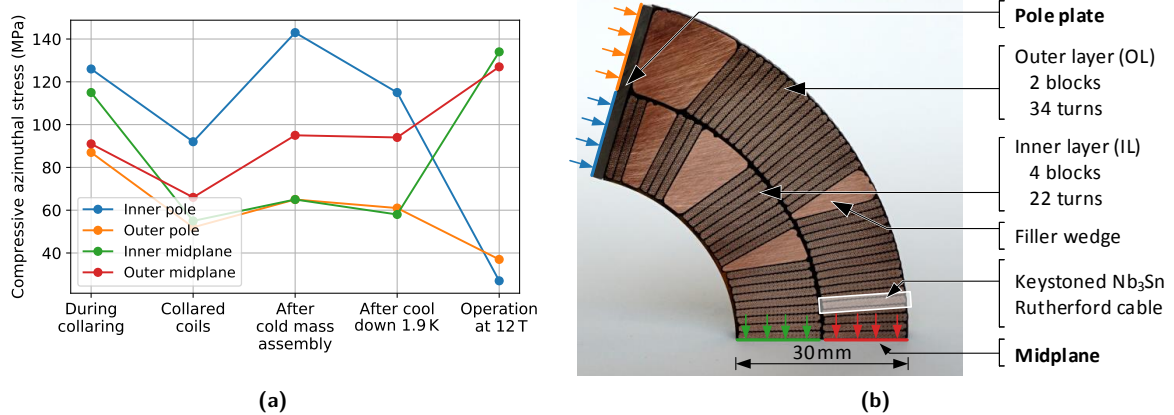 Compressive azimuthal stress (MPa)
140
120
100
80
60
40
Inner pole
Outer pole
Inner midplane
Outer midplane
During
collaring
Collared
coils
After
cold mass
assembly
After cool
down 1.9 K
Operation
at 12 T
(a)
Pole plate
Outer layer (OL)
2 blocks
34 turns
Inner layer (IL)
4 blocks
22 turns
Filler wedge
Keystoned Nb₃Sn
Rutherford cable
Midplane
30 mm
(b)